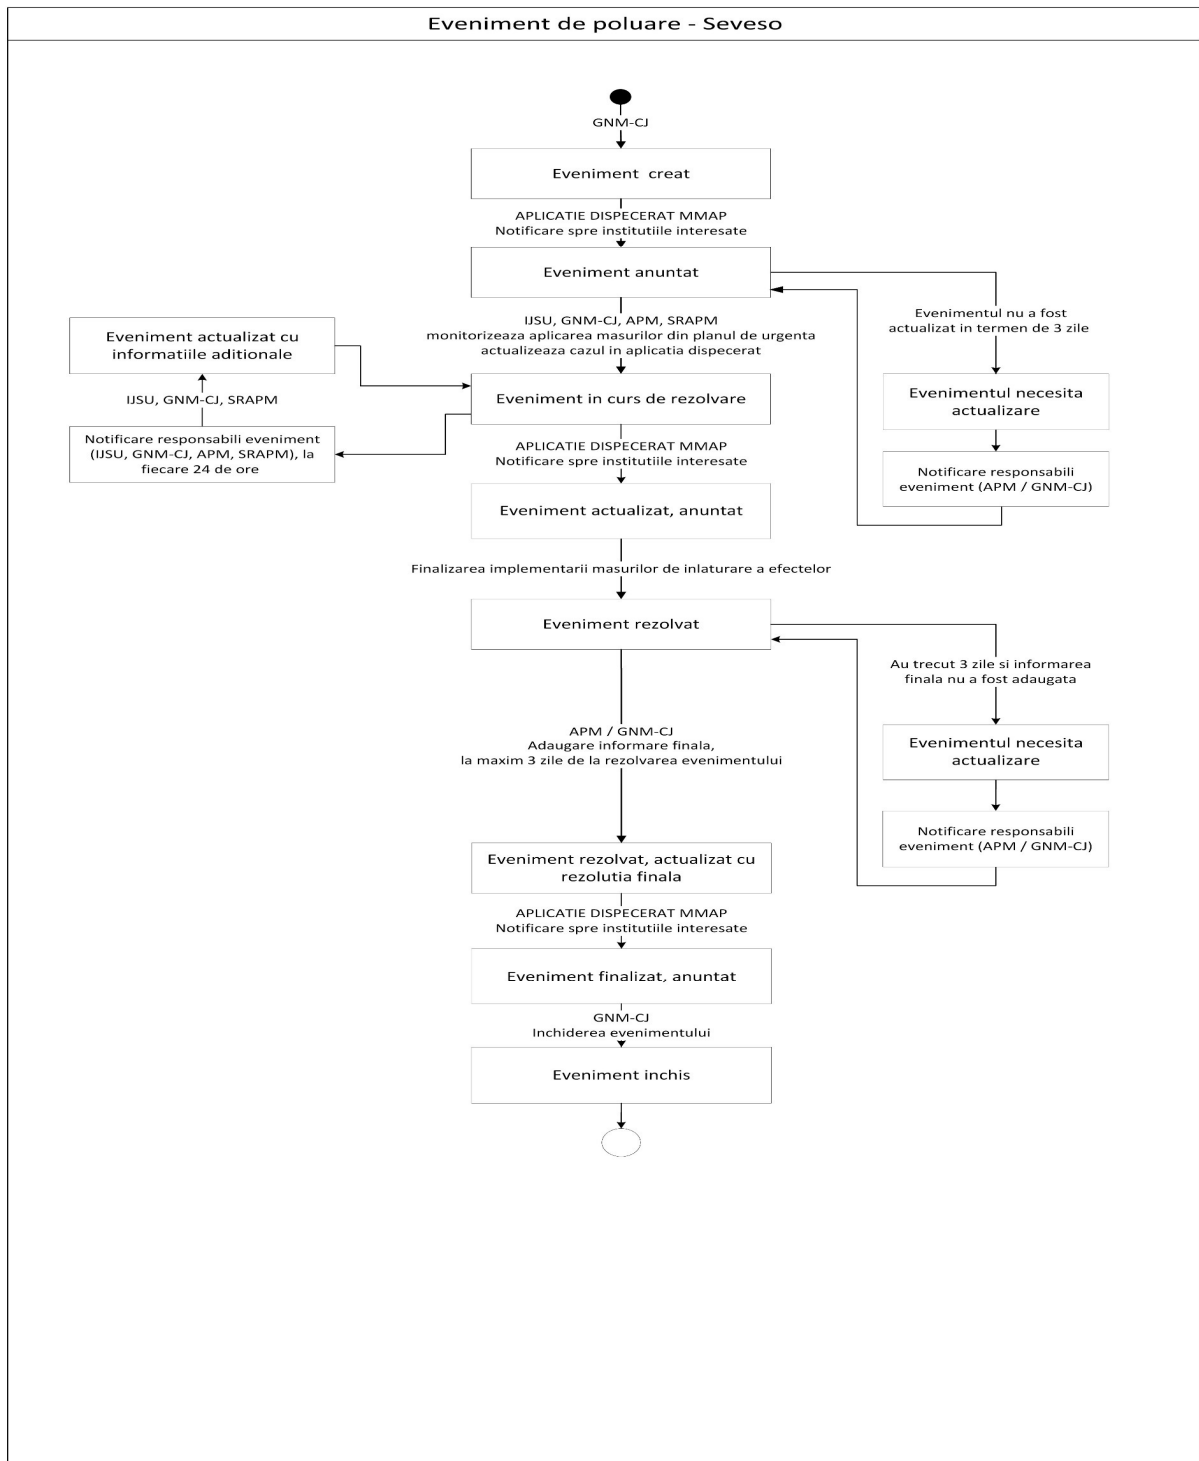 Eveniment de poluare - Seveso
GNM-CJ
Eveniment creat
APLICATIE DISPECERAT MMAP
Notificare spre institutiile interesate
Eveniment anuntat
Evenimentul nu a fost
actualizat in termen de 3 zile
IJSU, GNM-CJ, APM, SRAPM
monitorizeaza aplicarea masurilor din planul de urgenta
actualizeaza cazul in aplicatia dispecerat
Eveniment actualizat cu
informatiile aditionale
Eveniment in curs de rezolvare
Evenimentul necesita
actualizare
IJSU, GNM-CJ, SRAPM
Notificare responsabili eveniment
(IJSU, GNM-CJ, APM, SRAPM), la
fiecare 24 de ore
APLICATIE DISPECERAT MMAP
Notificare spre institutiile interesate
Notificare responsabili
eveniment (APM / GNM-CJ)
Eveniment actualizat, anuntat
Finalizarea implementarii masurilor de inlaturare a efectelor
Eveniment rezolvat
Au trecut 3 zile si informarea
finala nu a fost adaugata
APM / GNM-CJ
Adaugare informare finala,
la maxim 3 zile de la rezolvarea evenimentului
Evenimentul necesita
actualizare
Notificare responsabili
eveniment (APM / GNM-CJ)
Eveniment rezolvat, actualizat cu
rezolutia finala
APLICATIE DISPECERAT MMAP
Notificare spre institutiile interesate
Eveniment finalizat, anuntat
GNM-CJ
Inchiderea evenimentului
Eveniment inchis